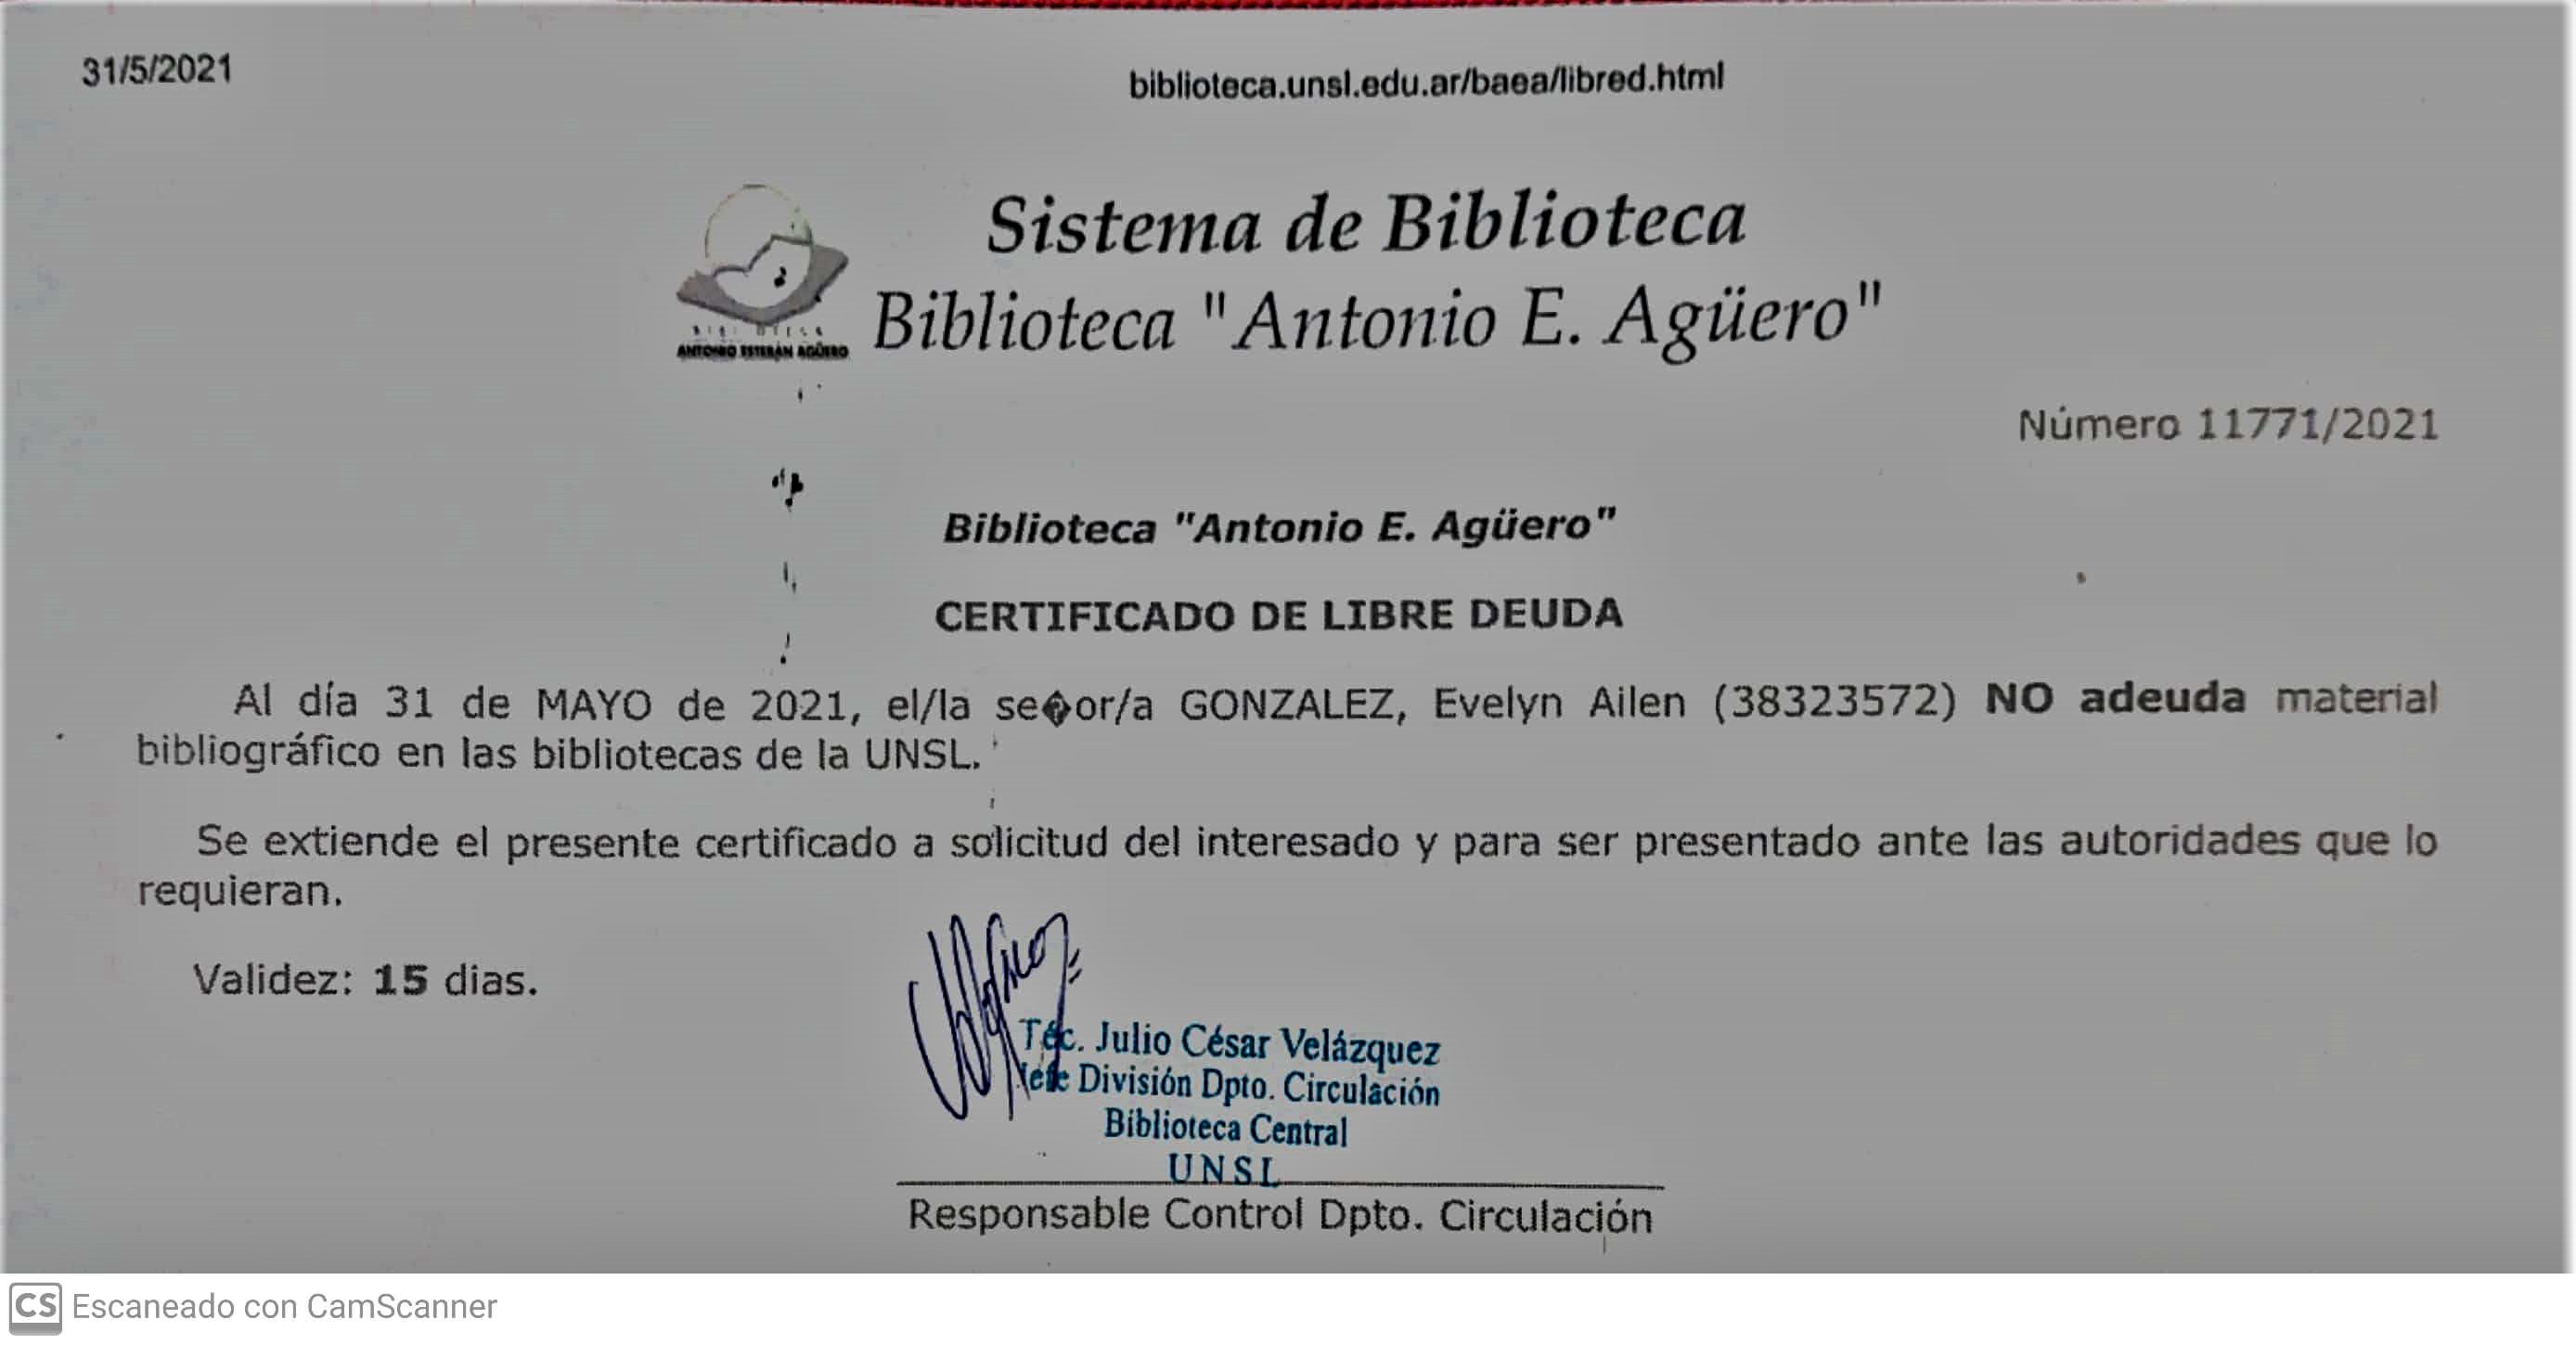 31/5/2021
biblioteca.unsl.edu.ar/baea/libred.html
Sistema de Biblioteca
Biblioteca "Antonio E. Agüero"
BIBLIOTECA
ANTONIO ESTEBAN AGÜERO
Número 11771/2021
Biblioteca "Antonio E. Agüero"
CERTIFICADO DE LIBRE DEUDA
Al día 31 de MAYO de 2021, el/la se�or/a GONZALEZ, Evelyn Ailen (38323572) NO adeuda material
bibliográfico en las bibliotecas de la UNSL.
Se extiende el presente certificado a solicitud del interesado y para ser presentado ante las autoridades que lo
requieran.
Validez: 15 dias.
Téc. Julio César Velázquez
Jefe División Dpto. Circulación
Biblioteca Central
UNSL
Responsable Control Dpto. Circulación
CS Escaneado con CamScanner